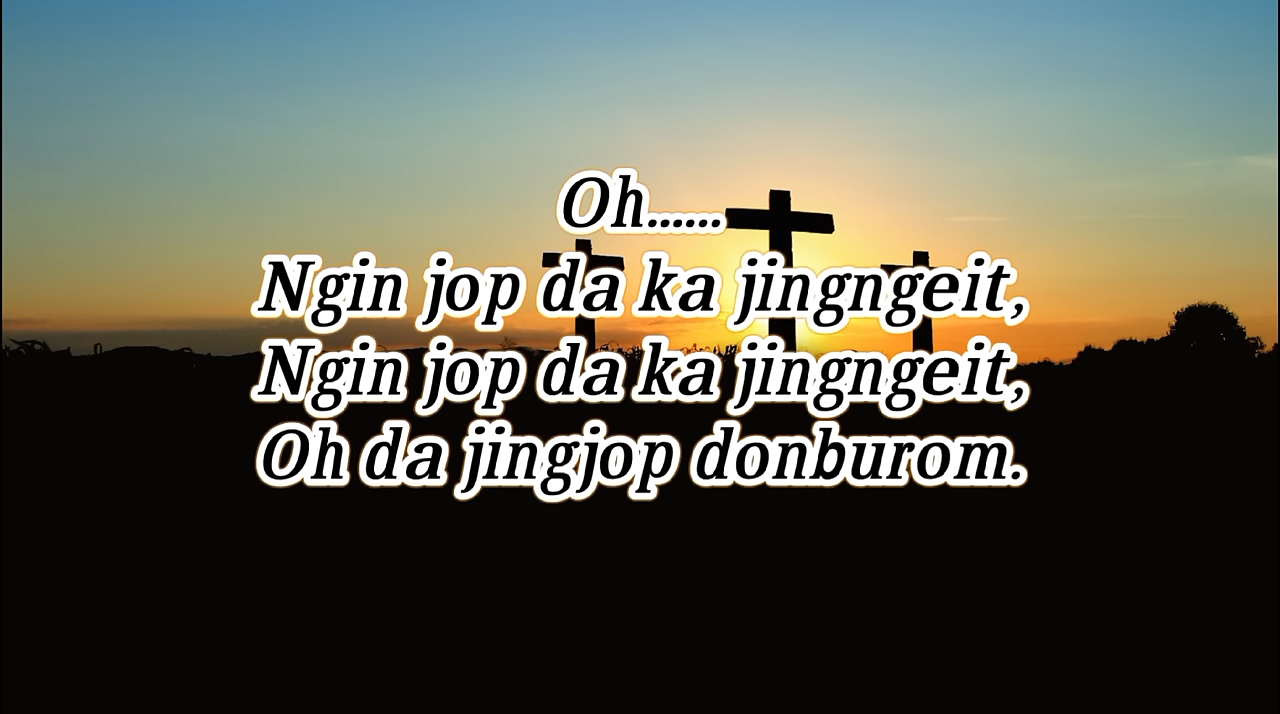 Oh......
Ngin jop da ka jingngeit,
Ngin jop da ka jingngeit,
Oh da jingjop donburom.